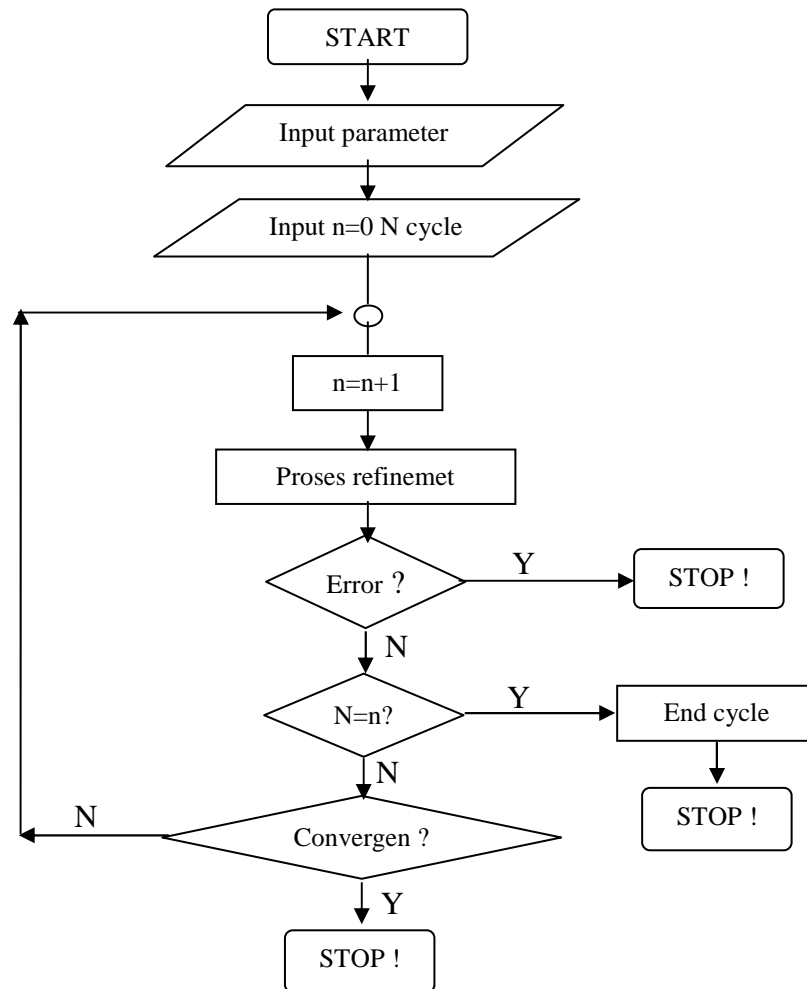 START
Input parameter
Input n=0 N cycle
n=n+1
Proses refinemet
Error ?
Y
STOP !
N
N=n?
Y
End cycle
N
STOP !
N
Convergen ?
Y
STOP !